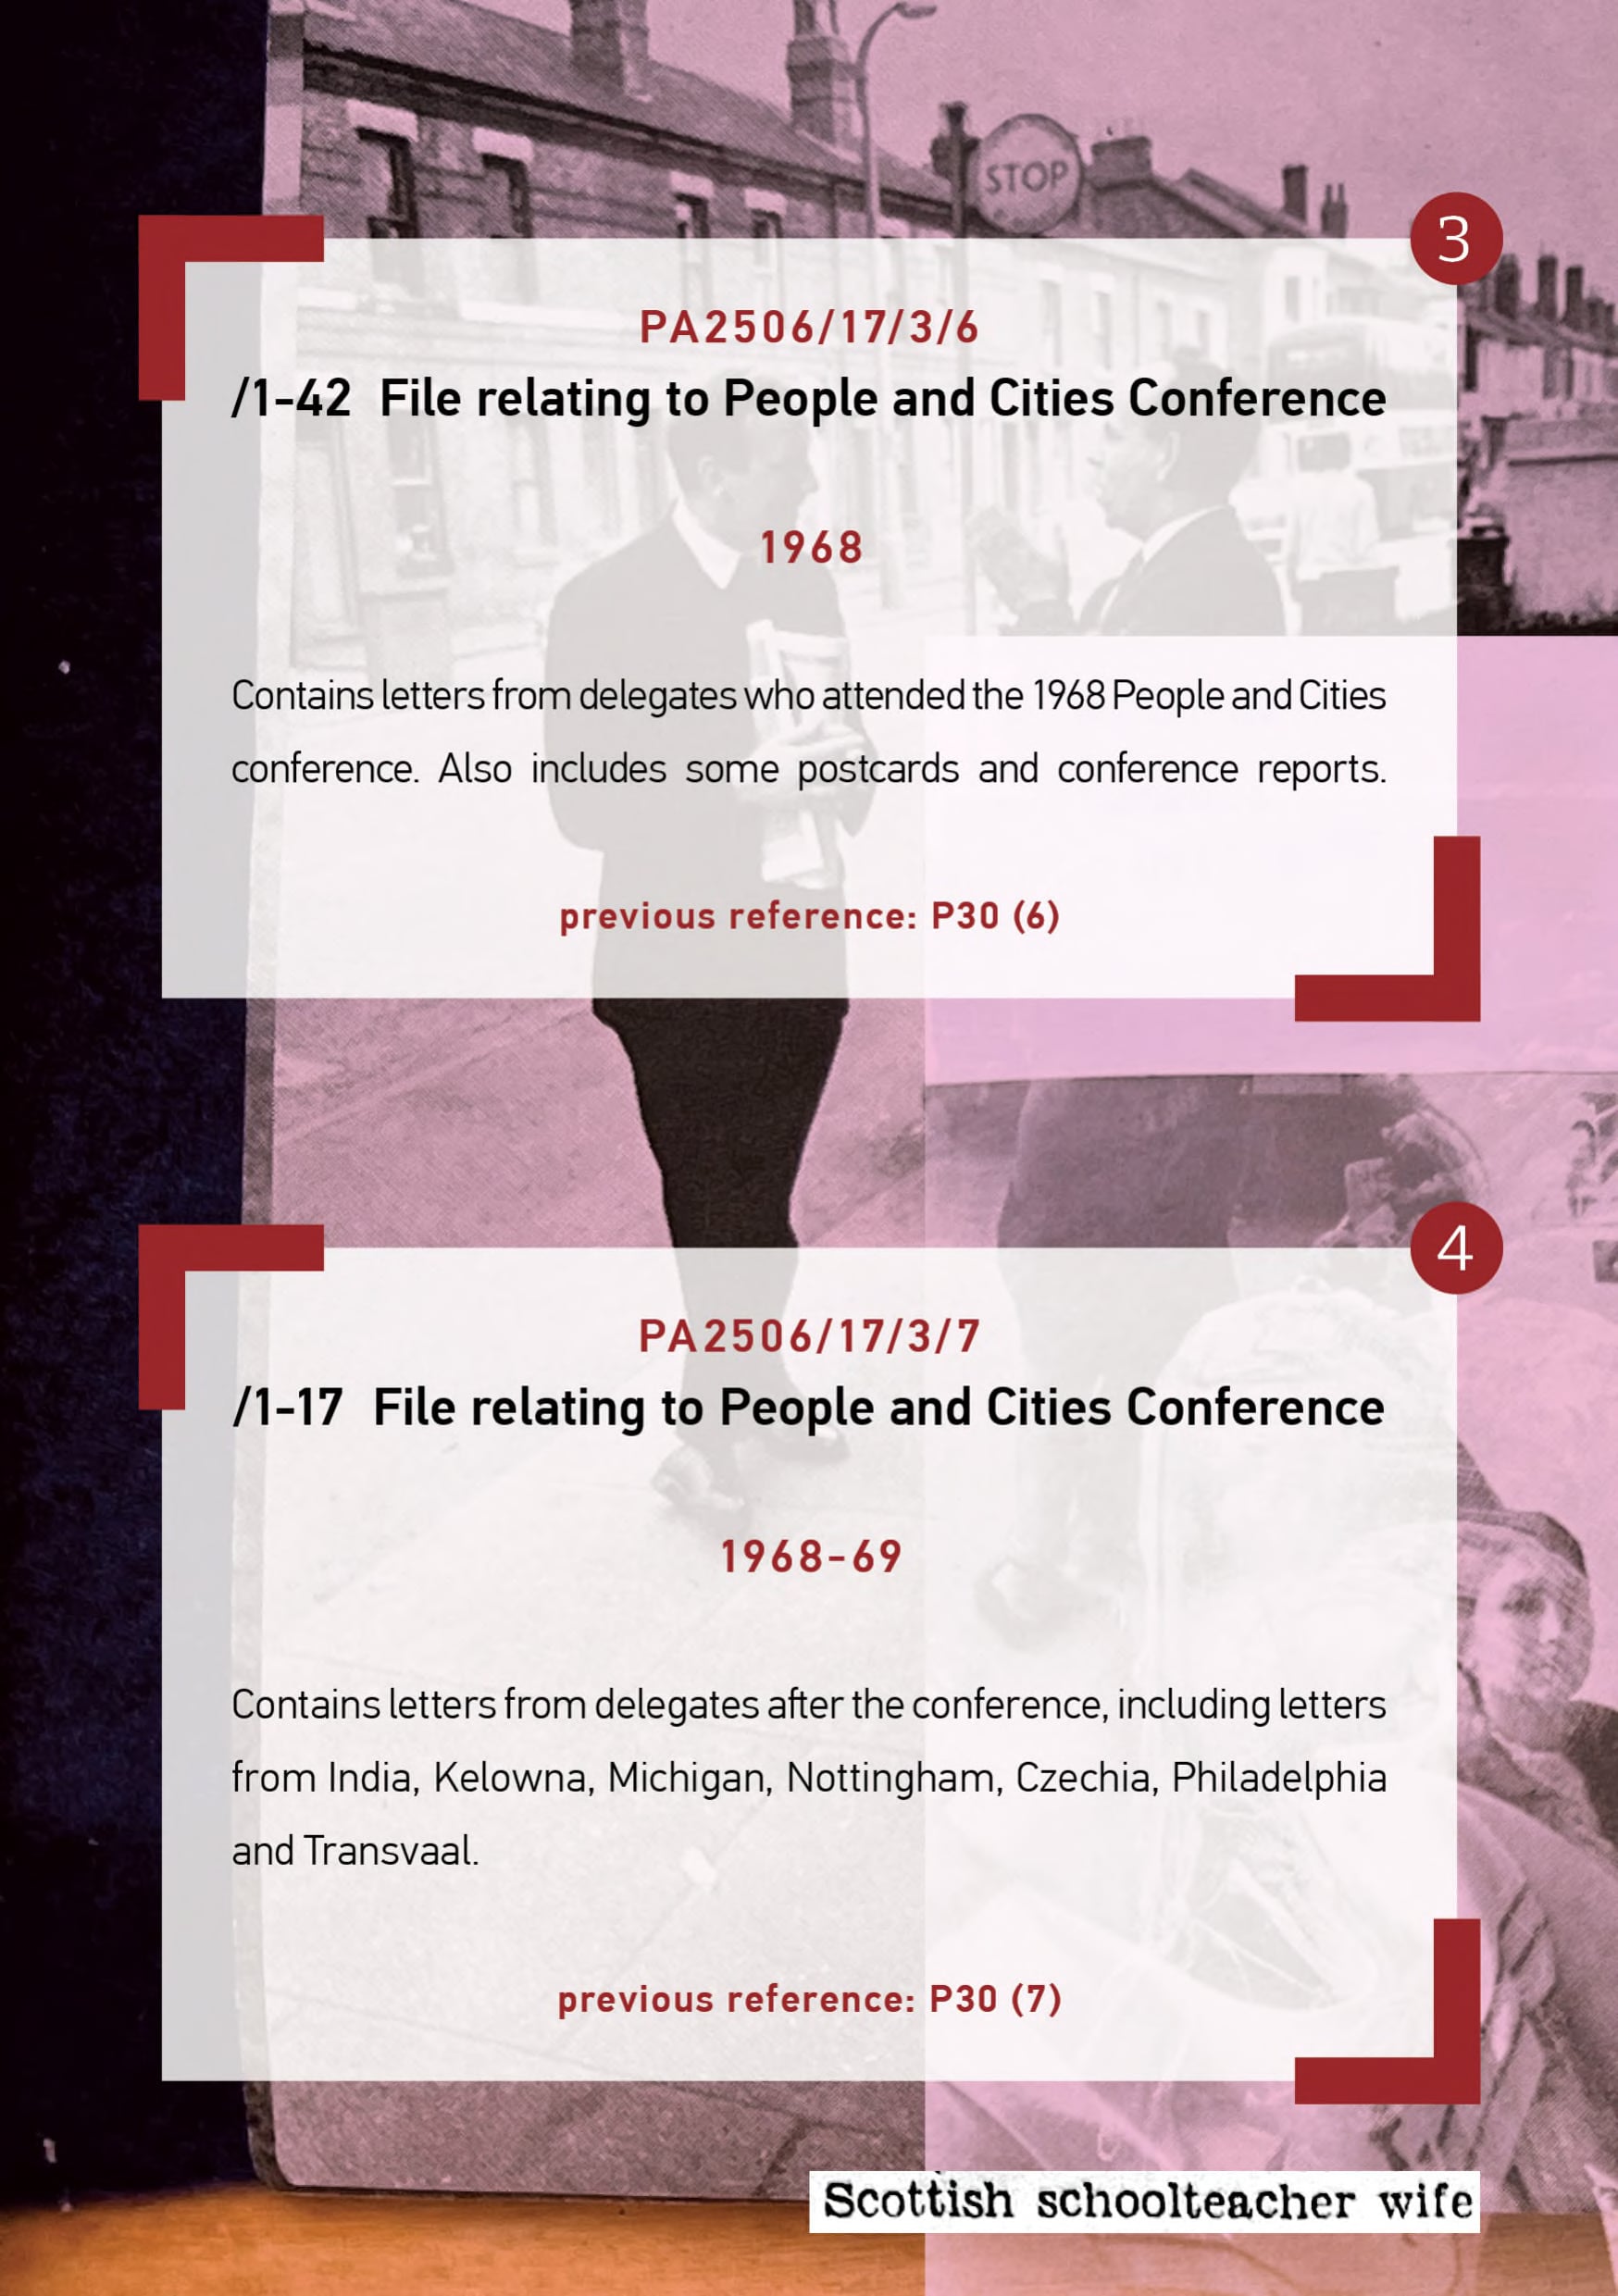 STOP
3
PA2506/17/3/6
/1-42 File relating to People and Cities Conference
1968
Contains letters from delegates who attended the 1968 People and Cities
conference. Also includes some postcards and conference reports.
previous reference: P30 (6)
4
PA2506/17/3/7
/1-17 File relating to People and Cities Conference
1968-69
Contains letters from delegates after the conference, including letters
from India, Kelowna, Michigan, Nottingham, Czechia, Philadelphia
and Transvaal.
previous reference: P30 (7)
Scottish schoolteacher wife